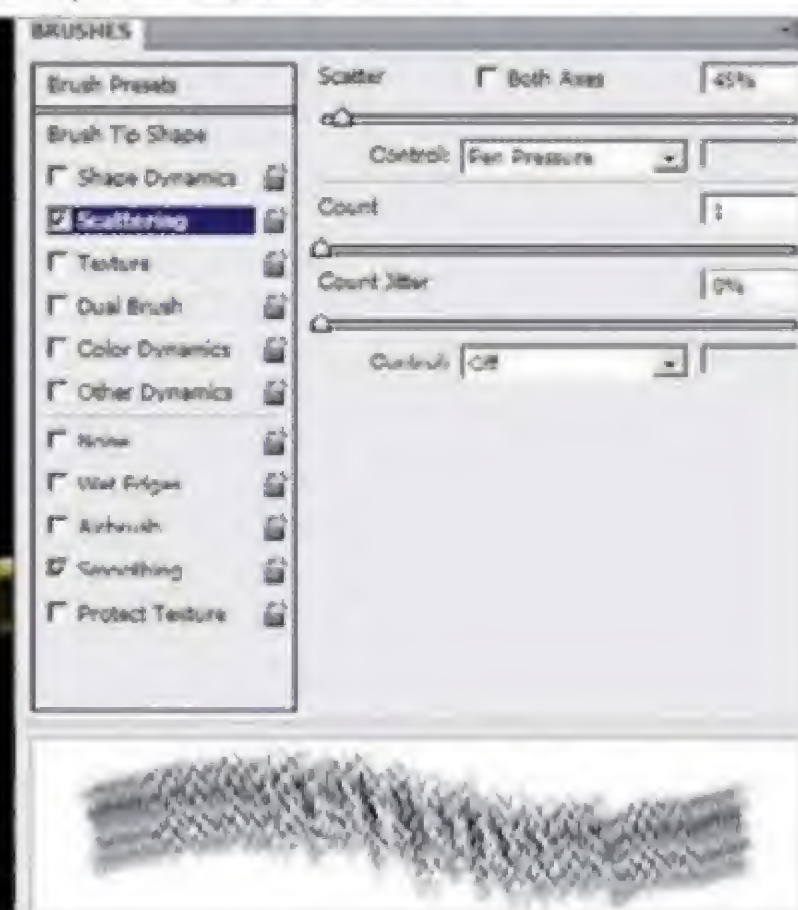 BRUSHES
Brush Presets
Brush Tip Shape
Shape Dynamics
Scattering
Texture
Dual Brush
Color Dynamics
Other Dynamics
Noise
Wet Edges
Airbrush
Smoothing
Protect Texture
Scatter Both Axes 45%
Control: Pen Pressure
Count 1
Count Jitter 0%
Control: Off